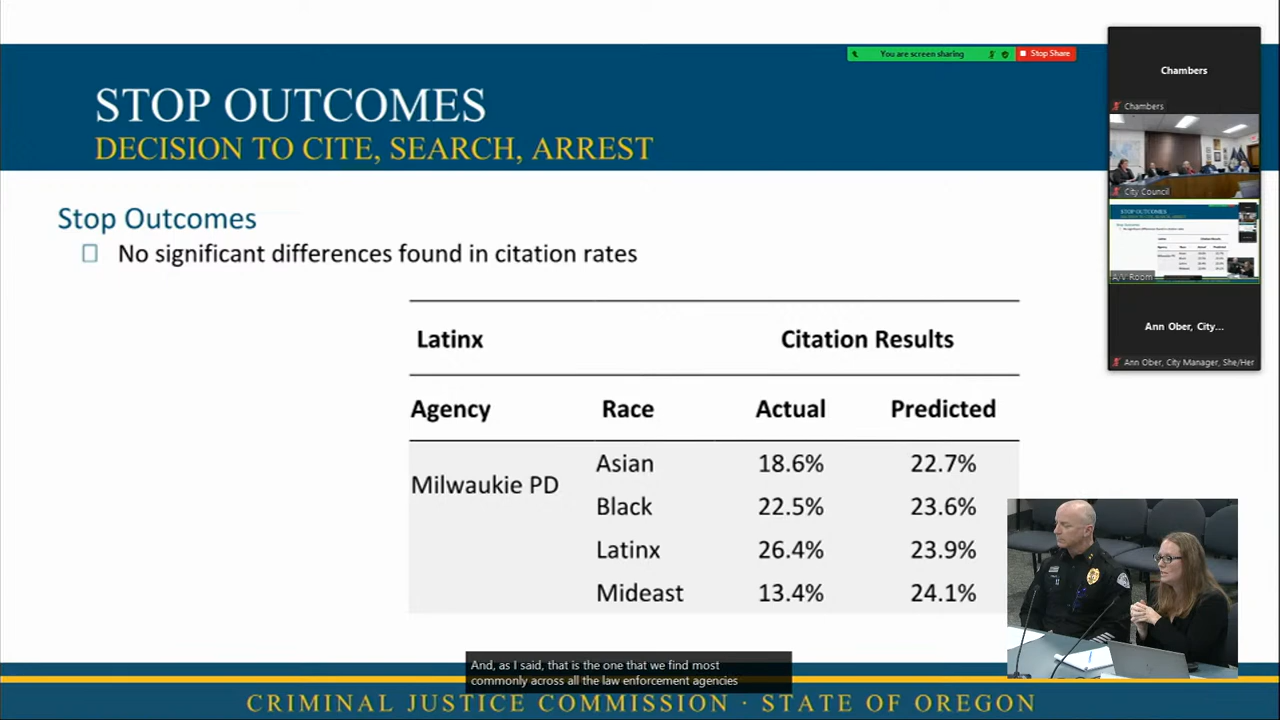 You are screen sharing
Stop Share
STOP OUTCOMES
DECISION TO CITE, SEARCH, ARREST
Stop Outcomes
No significant differences found in citation rates
Latinx Citation Results
Agency Race Actual Predicted
Milwaukie PD
Asian 18.6% 22.7%
Black 22.5% 23.6%
Latinx 26.4% 23.9%
Mideast 13.4% 24.1%
Chambers
Chambers
City Council
STOP OUTCOMES
A/V Room
Ann Ober, City...
Ann Ober, City Manager, She/Her
And, as I said, that is the one that we find most
commonly across all the law enforcement agencies
CRIMINAL JUSTICE COMMISSION · STATE OF OREGON